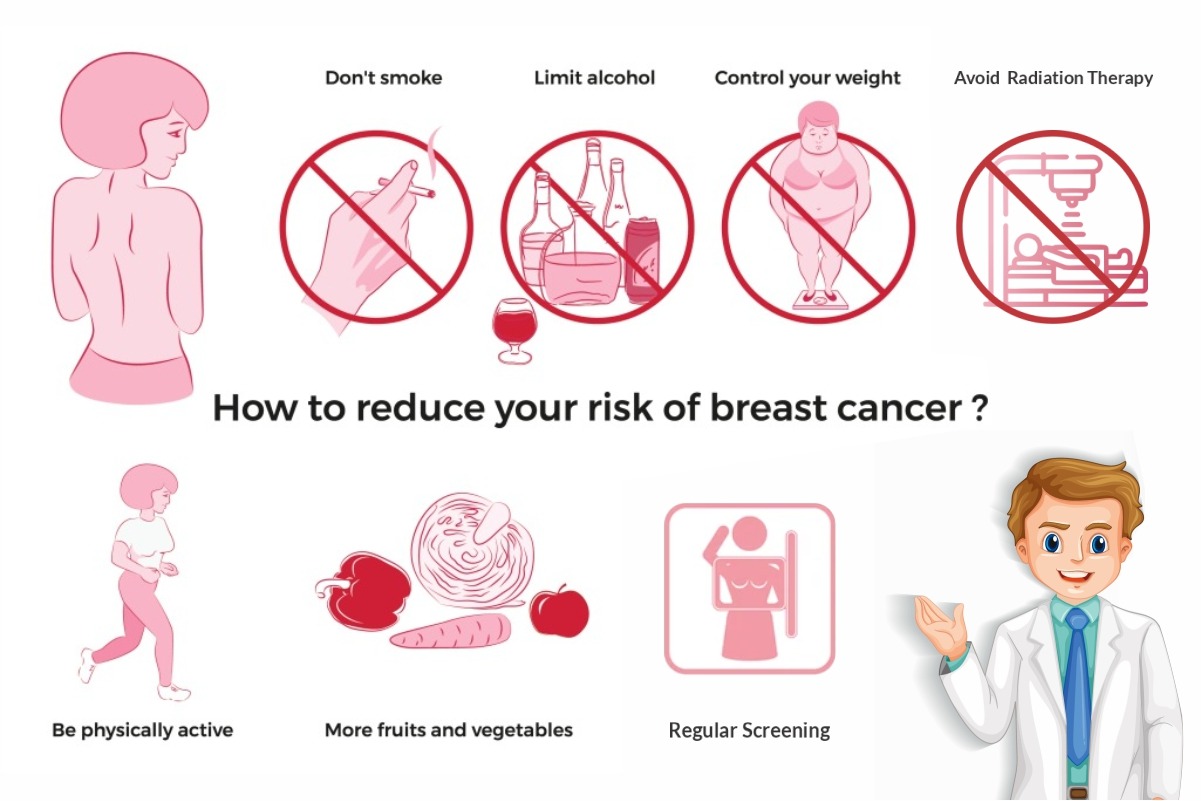 Don't smoke
Limit alcohol
Control your weight
Avoid Radiation Therapy
How to reduce your risk of breast cancer ?
Be physically active
More fruits and vegetables
Regular Screening